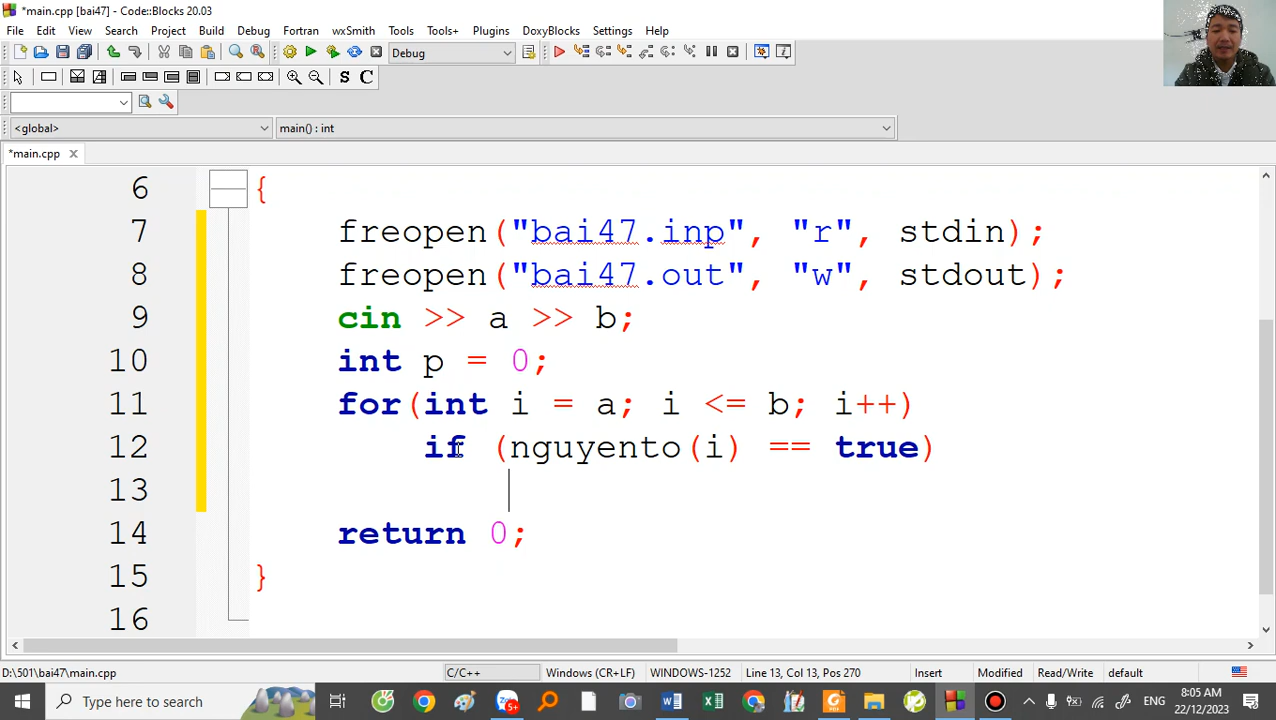 *main.cpp [bai47] - Code::Blocks 20.03
File Edit View Search Project Build Debug Fortran wxSmith Tools Tools+ Plugins DoxyBlocks Settings Help
Debug
S C
<global> main() : int
*main.cpp
6 {
7 freopen("bai47.inp", "r", stdin);
8 freopen("bai47.out", "w", stdout);
9 cin >> a >> b;
10 int p = 0;
11 for(int i = a; i <= b; i++)
12 if (nguyento(i) == true)
13
14 return 0;
15 }
16
D:\501\bai47\main.cpp C/C++ Windows (CR+LF) WINDOWS-1252 Line 13, Col 13, Pos 270 Insert Modified Read/Write default
Type here to search 5+ ENG 8:05 AM
22/12/2023